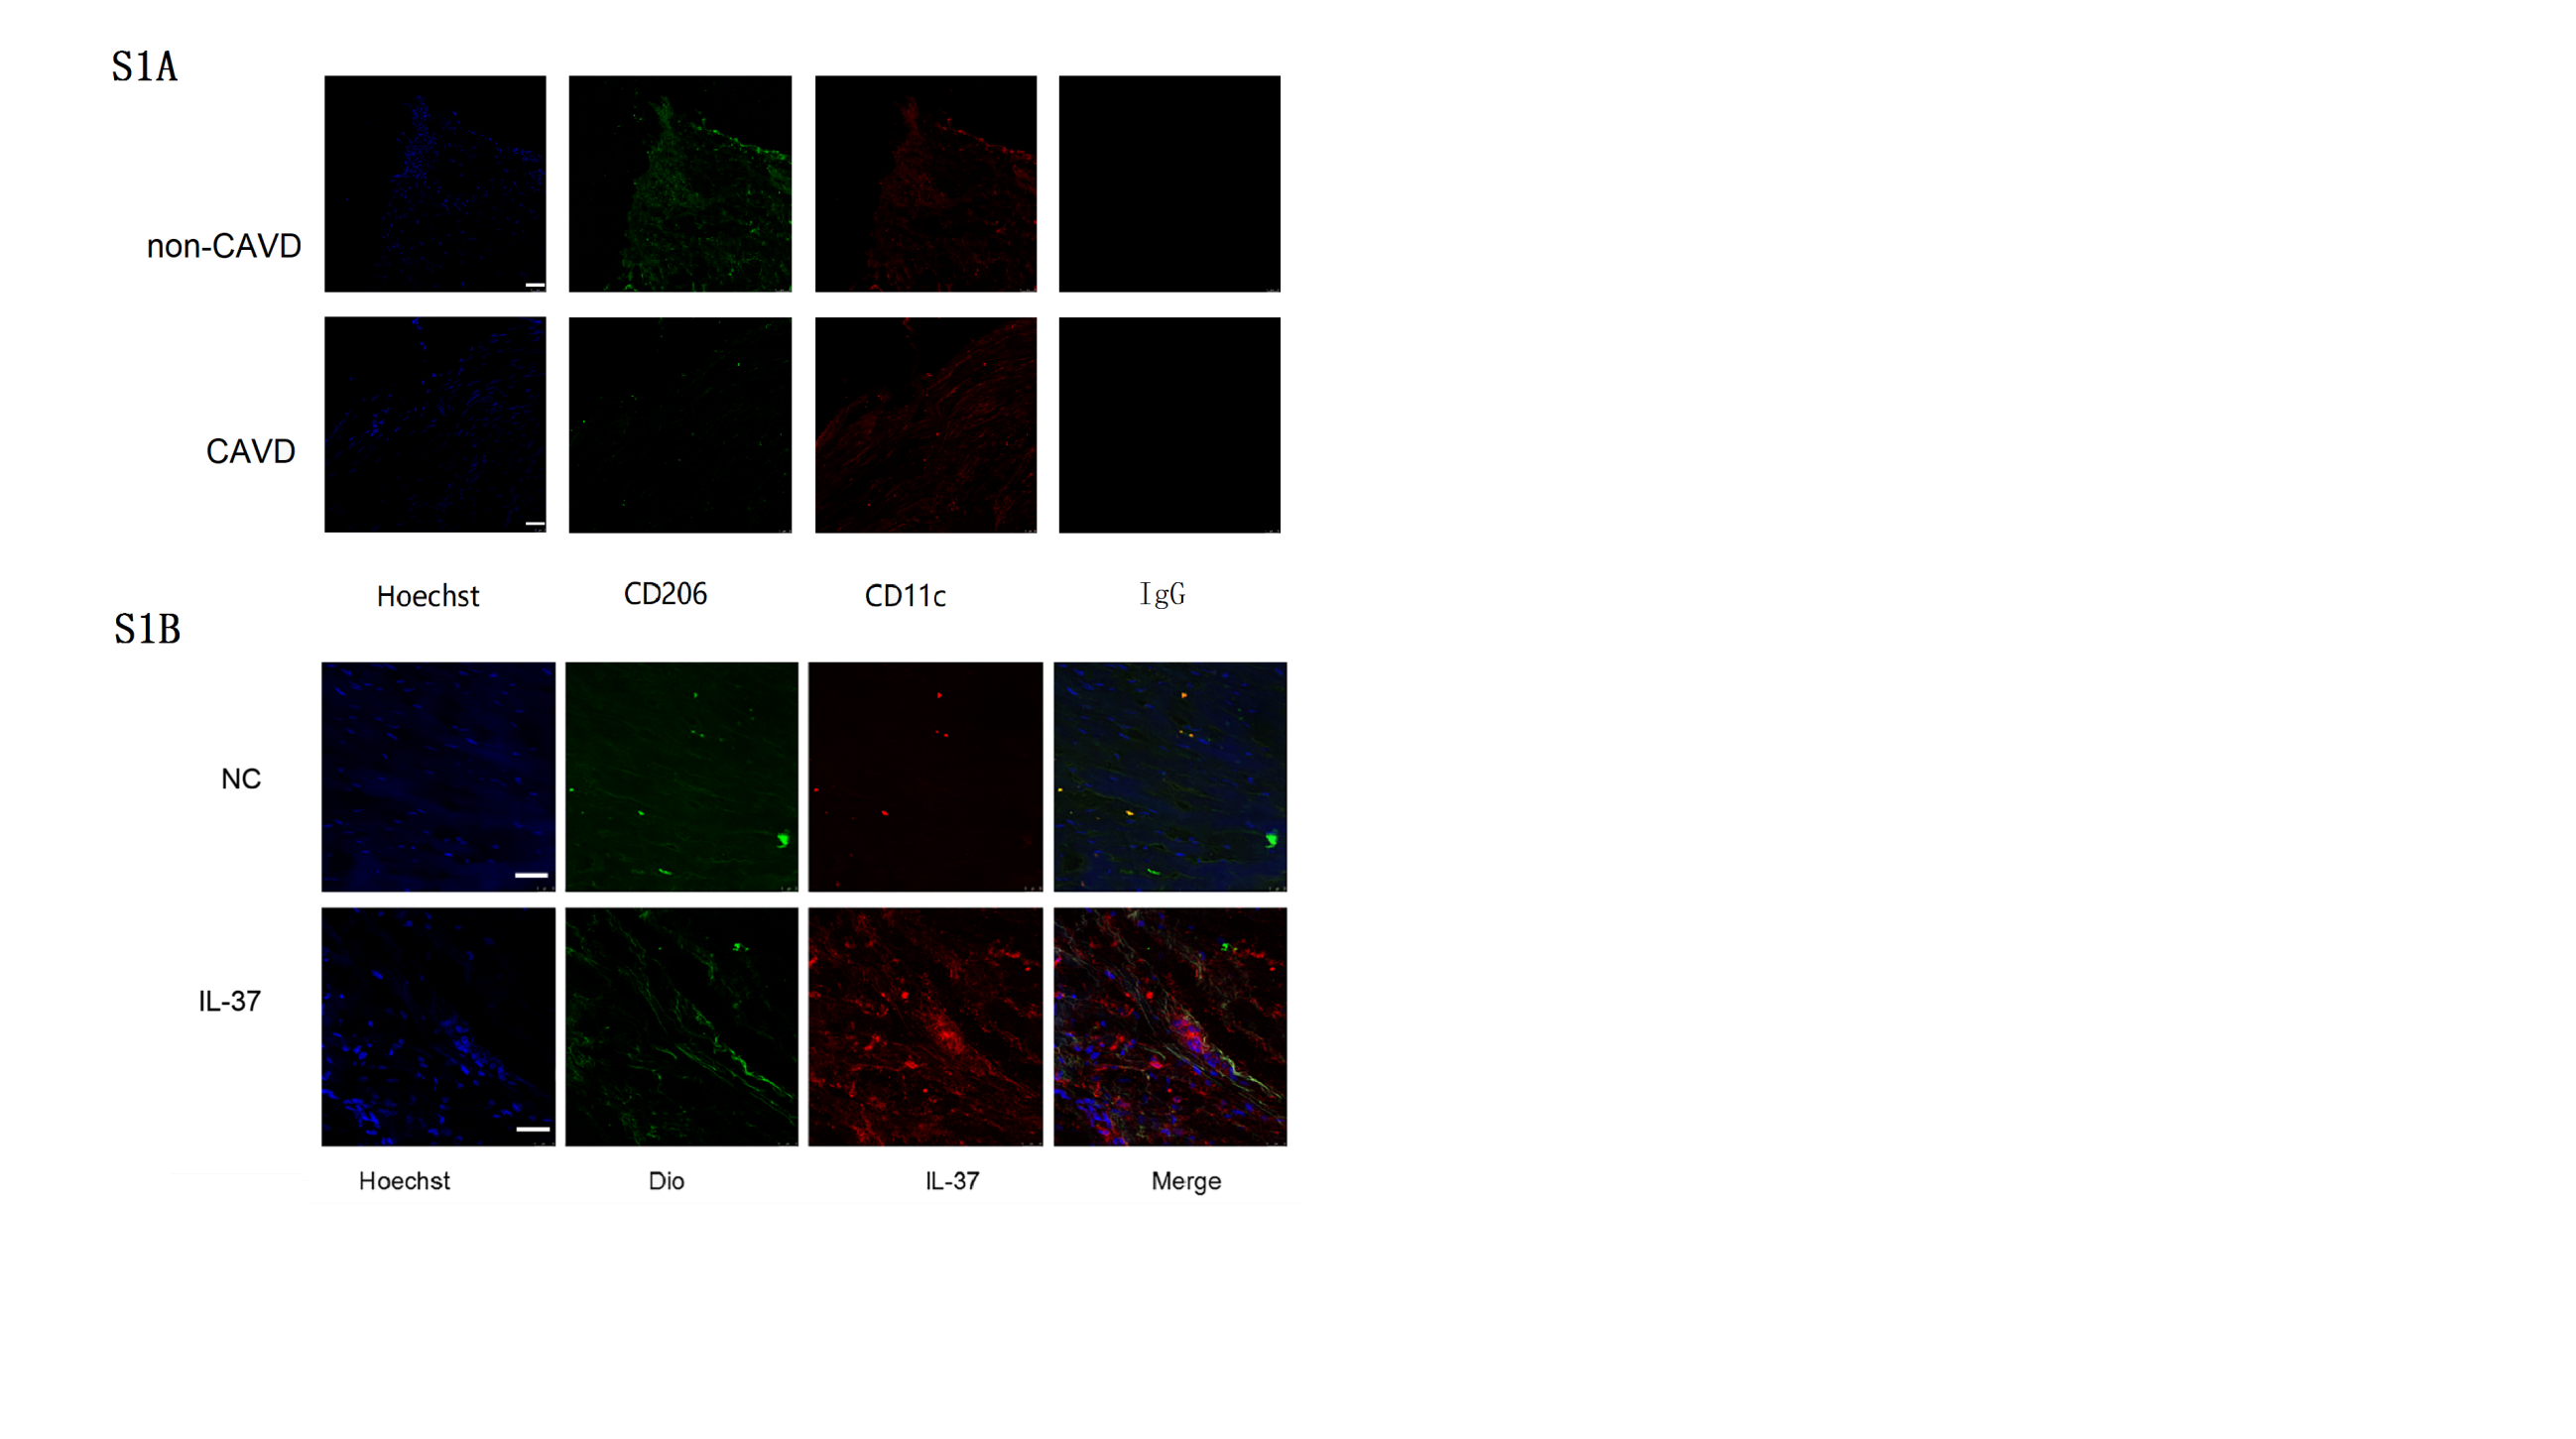 S1A
non-CAVD
CAVD
Hoechst CD206 CD11c IgG
S1B
NC
IL-37
Hoechst Dio IL-37 Merge